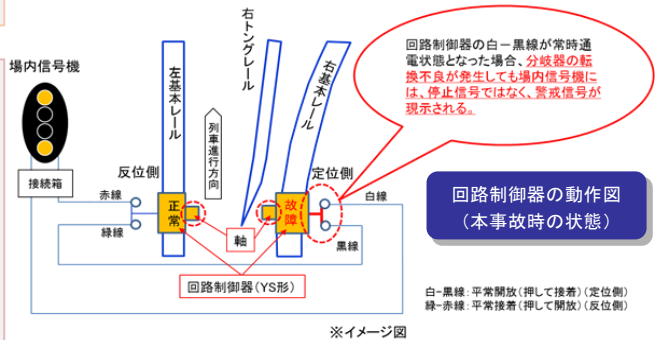 場内信号機
接続箱
赤線
緑線
反位側
左基本レール
列車進行方向
右トングレール
右基本レール
正常
故障
軸
定位側
白線
黒線
回路制御器(YS形)
回路制御器の白ー黒線が常時通
電状態となった場合、分岐器の転
換不良が発生しても場内信号機に
は、停止信号ではなく、警戒信号が
現示される。
回路制御器の動作図
(本事故時の状態)
白−黒線:平常開放(押して接着)(定位側)
緑−赤線:平常接着(押して開放)(反位側)
※イメージ図